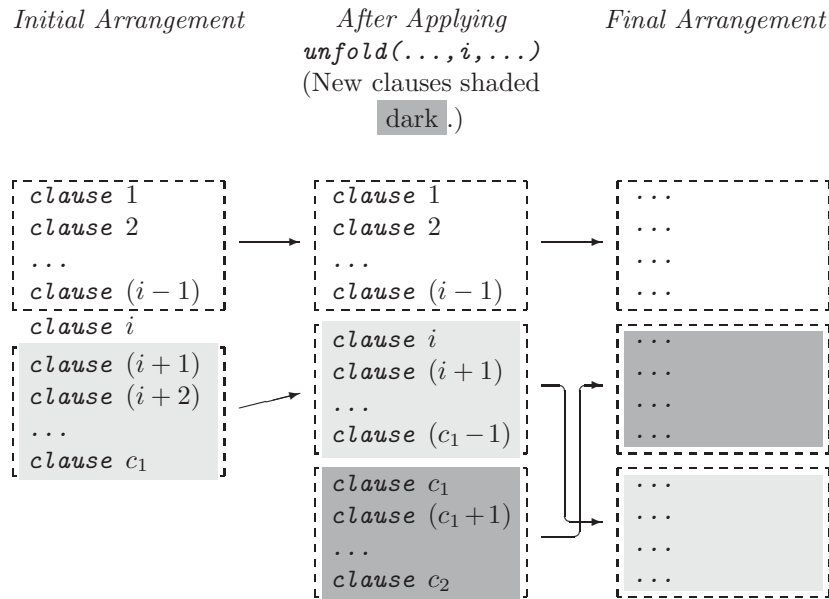 Initial Arrangement
After Applying
unfold(...,i,...)
(New clauses shaded
dark .)
Final Arrangement
clause 1
clause 2
...
clause (i − 1)
clause i
clause (i + 1)
clause (i + 2)
...
clause c₁
clause 1
clause 2
...
clause (i − 1)
clause i
clause (i + 1)
...
clause (c₁ − 1)
clause c₁
clause (c₁ + 1)
...
clause c₂
...
...
...
...
...
...
...
...
...
...
...
...